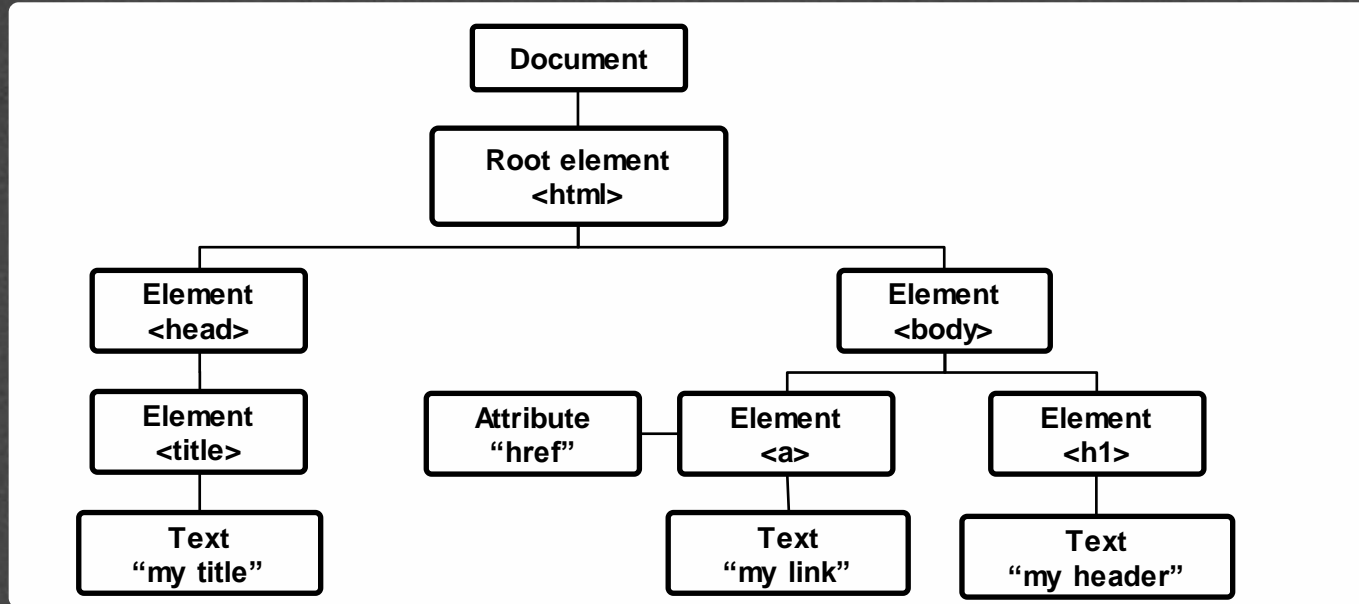 Document
Root element
<html>
Element
<head>
Element
<body>
Element
<title>
Attribute
“href”
Element
<a>
Element
<h1>
Text
“my title”
Text
“my link”
Text
“my header”